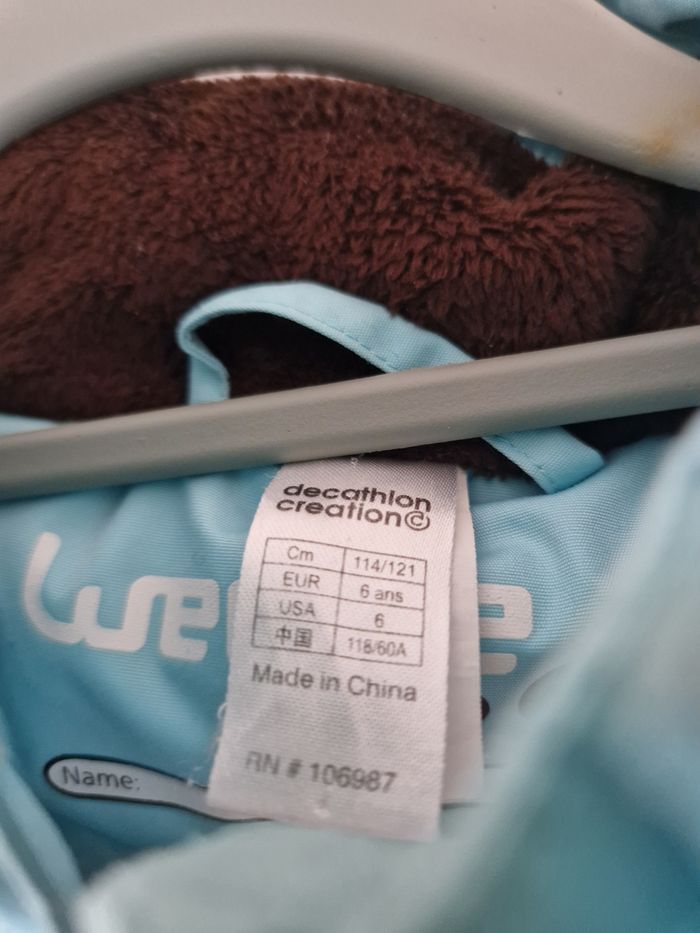 decathlon
creation©
Cm 114/121
EUR 6 ans
USA 6
中国 118/60A
Made in China
RN # 106987
Name: